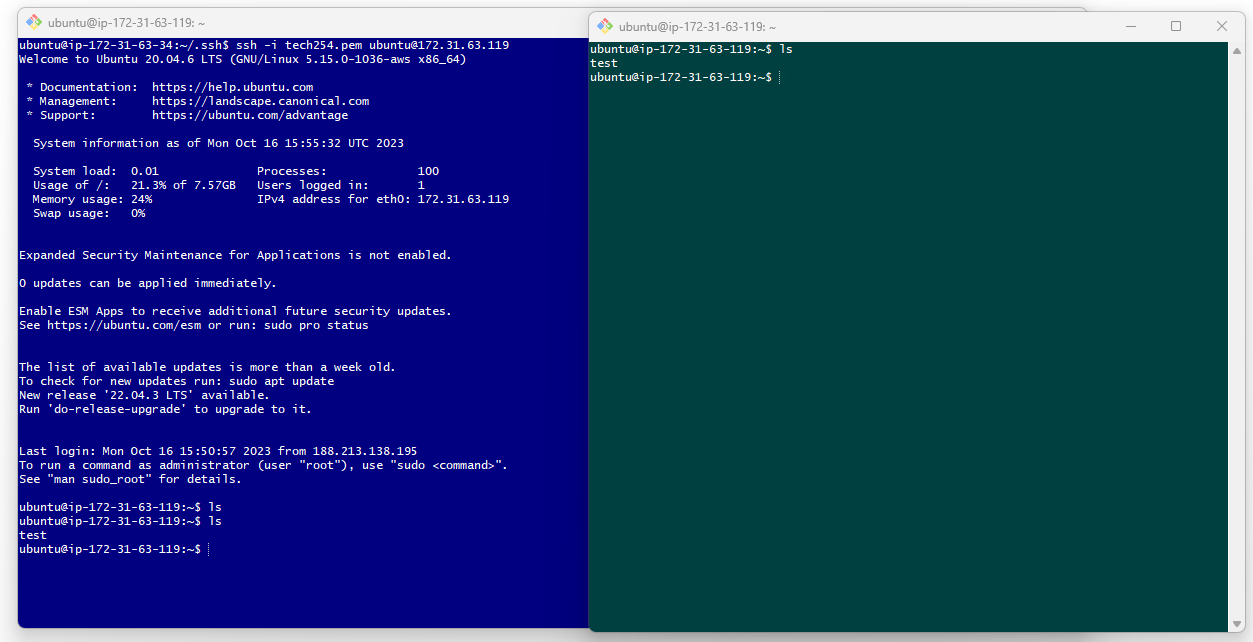 ubuntu@ip-172-31-63-119: ~
ubuntu@ip-172-31-63-34:~/.ssh$ ssh -i tech254.pem ubuntu@172.31.63.119
Welcome to Ubuntu 20.04.6 LTS (GNU/Linux 5.15.0-1036-aws x86_64)
* Documentation:  https://help.ubuntu.com
* Management:     https://landscape.canonical.com
* Support:        https://ubuntu.com/advantage
System information as of Mon Oct 16 15:55:32 UTC 2023
System load:  0.01              Processes:             100
Usage of /:   21.3% of 7.57GB   Users logged in:       1
Memory usage: 24%               IPv4 address for eth0: 172.31.63.119
Swap usage:   0%
Expanded Security Maintenance for Applications is not enabled.
0 updates can be applied immediately.
Enable ESM Apps to receive additional future security updates.
See https://ubuntu.com/esm or run: sudo pro status
The list of available updates is more than a week old.
To check for new updates run: sudo apt update
New release '22.04.3 LTS' available.
Run 'do-release-upgrade' to upgrade to it.
Last login: Mon Oct 16 15:50:57 2023 from 188.213.138.195
To run a command as administrator (user "root"), use "sudo <command>".
See "man sudo_root" for details.
ubuntu@ip-172-31-63-119:~$ ls
ubuntu@ip-172-31-63-119:~$ ls
test
ubuntu@ip-172-31-63-119:~$
ubuntu@ip-172-31-63-119: ~
ubuntu@ip-172-31-63-119:~$ ls
test
ubuntu@ip-172-31-63-119:~$